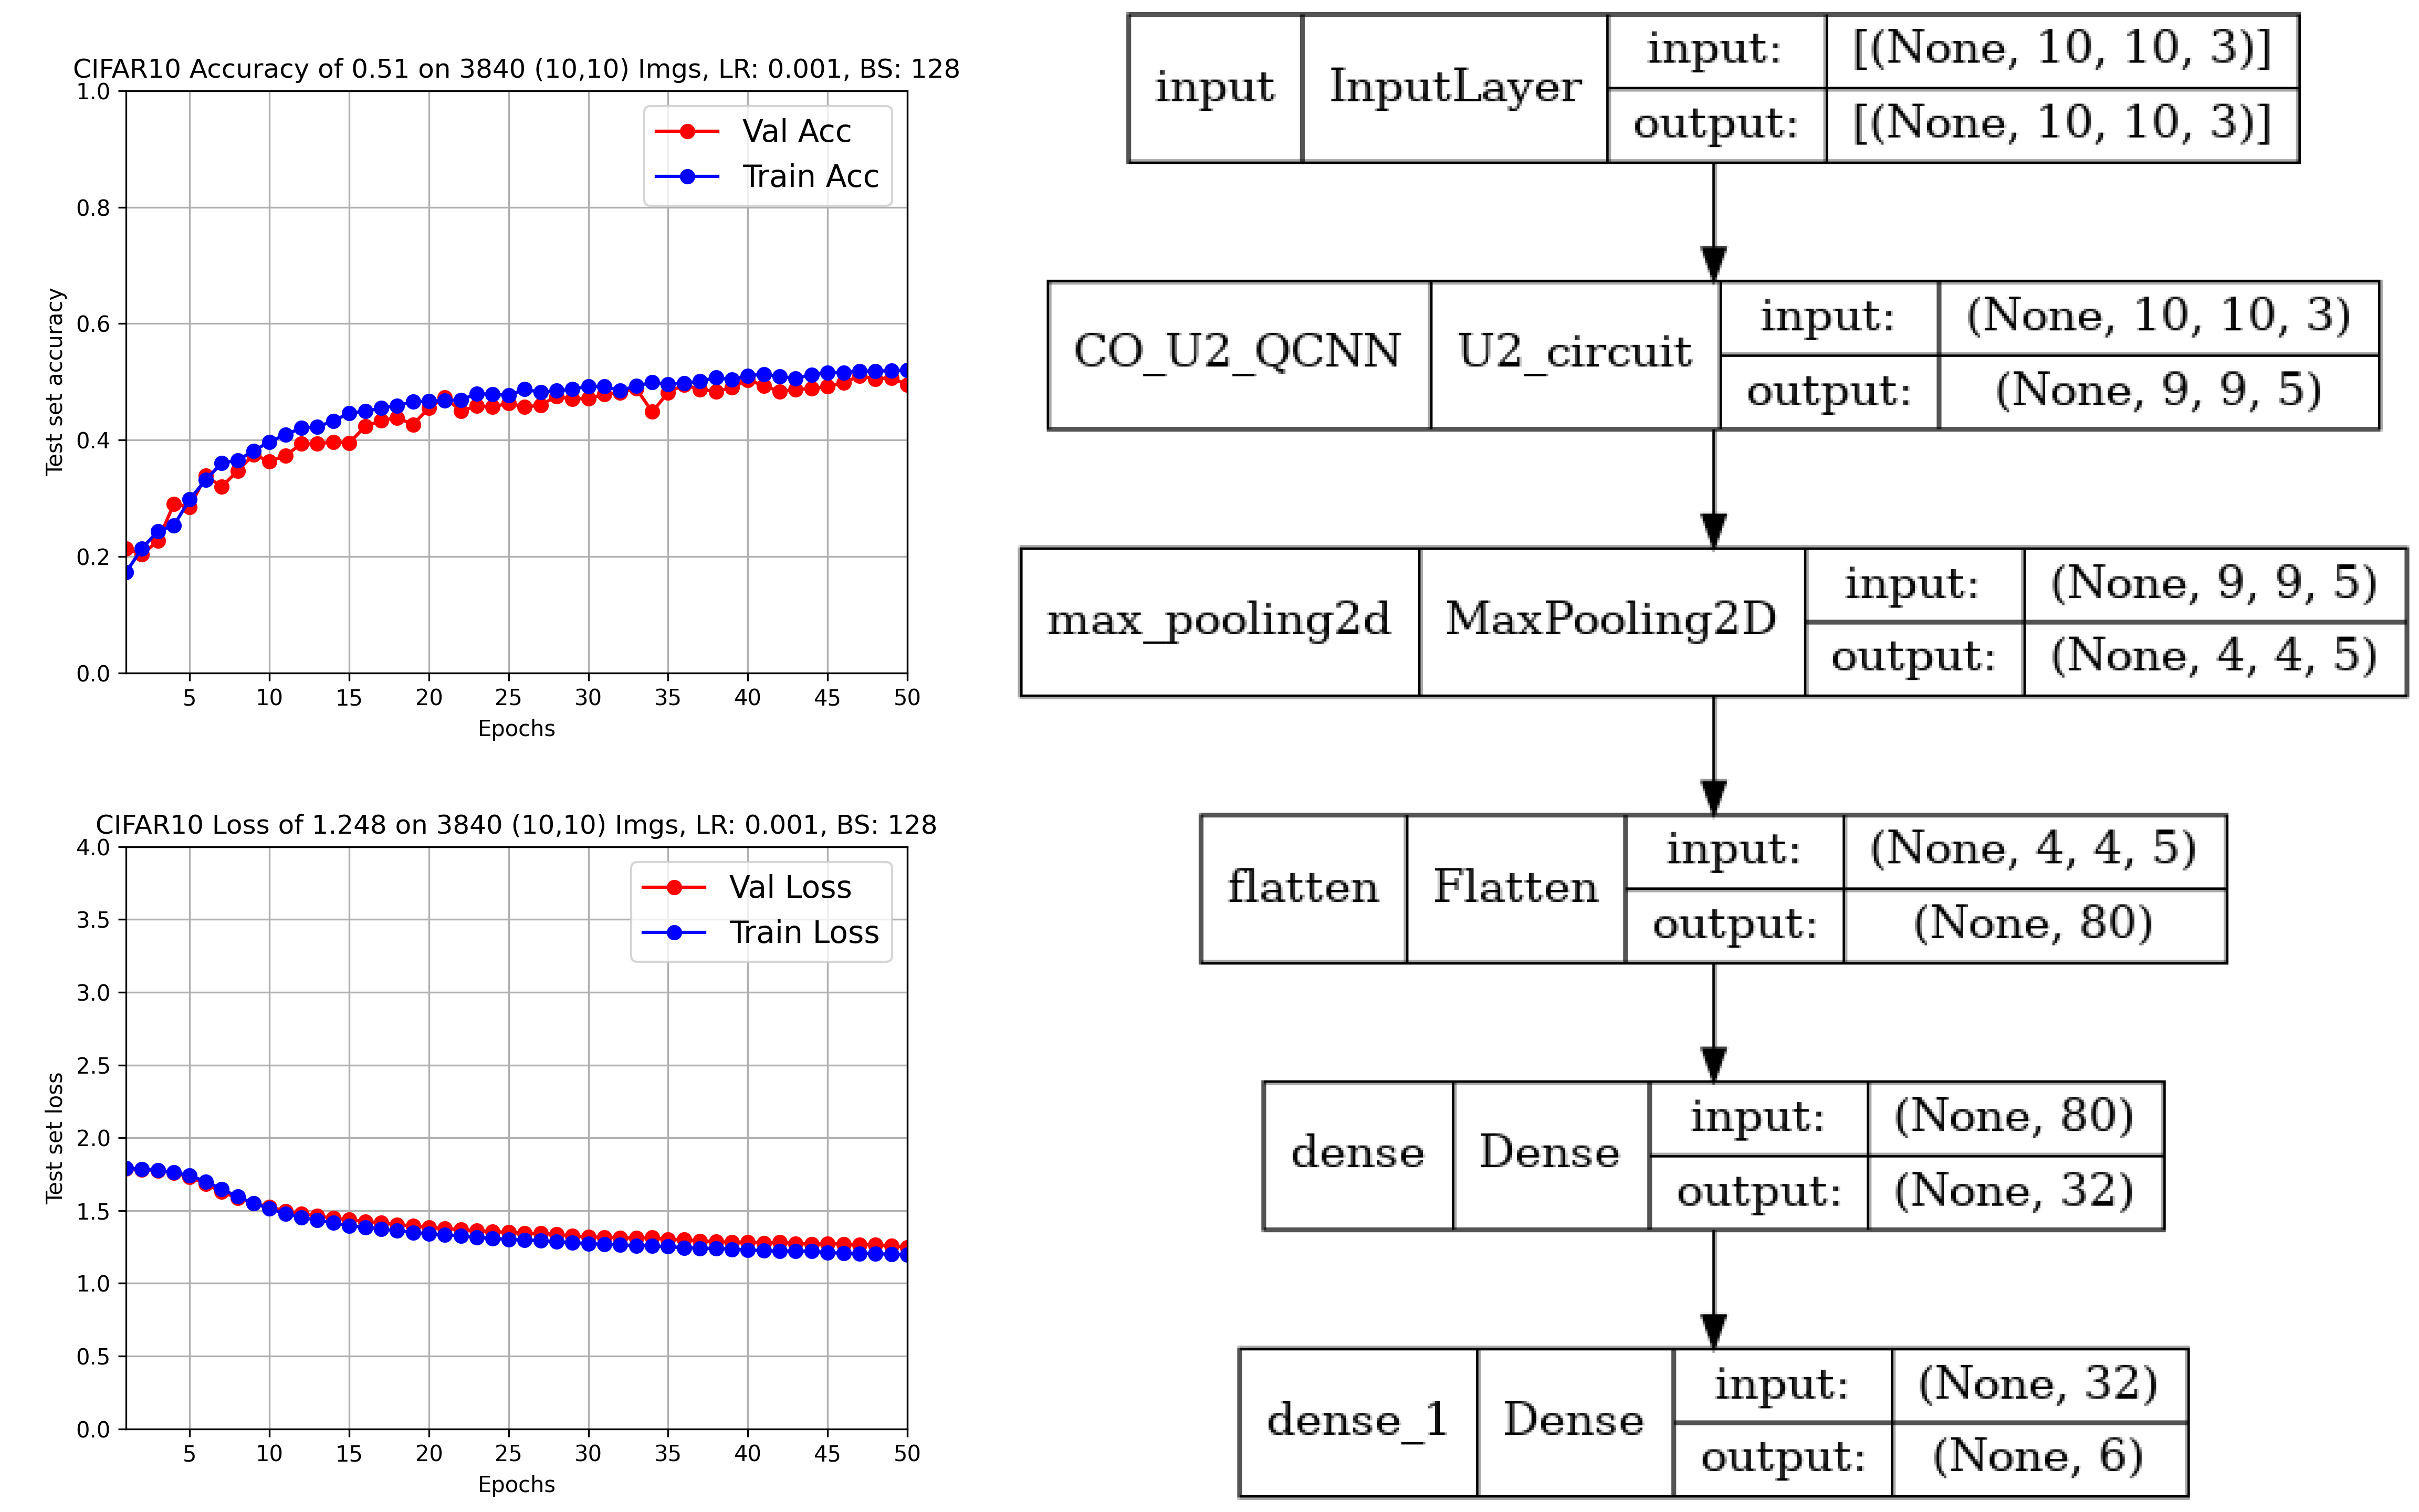 CIFAR10 Accuracy of 0.51 on 3840 (10,10) Imgs, LR: 0.001, BS: 128
1.0
0.8
0.6
0.4
0.2
0.0
Test set accuracy
Val Acc
Train Acc
5 10 15 20 25 30 35 40 45 50
Epochs
CIFAR10 Loss of 1.248 on 3840 (10,10) Imgs, LR: 0.001, BS: 128
4.0
3.5
3.0
2.5
2.0
1.5
1.0
0.5
0.0
Test set loss
Val Loss
Train Loss
5 10 15 20 25 30 35 40 45 50
Epochs
input InputLayer
input: [(None, 10, 10, 3)]
output: [(None, 10, 10, 3)]
CO_U2_QCNN U2_circuit
input: (None, 10, 10, 3)
output: (None, 9, 9, 5)
max_pooling2d MaxPooling2D
input: (None, 9, 9, 5)
output: (None, 4, 4, 5)
flatten Flatten
input: (None, 4, 4, 5)
output: (None, 80)
dense Dense
input: (None, 80)
output: (None, 32)
dense_1 Dense
input: (None, 32)
output: (None, 6)